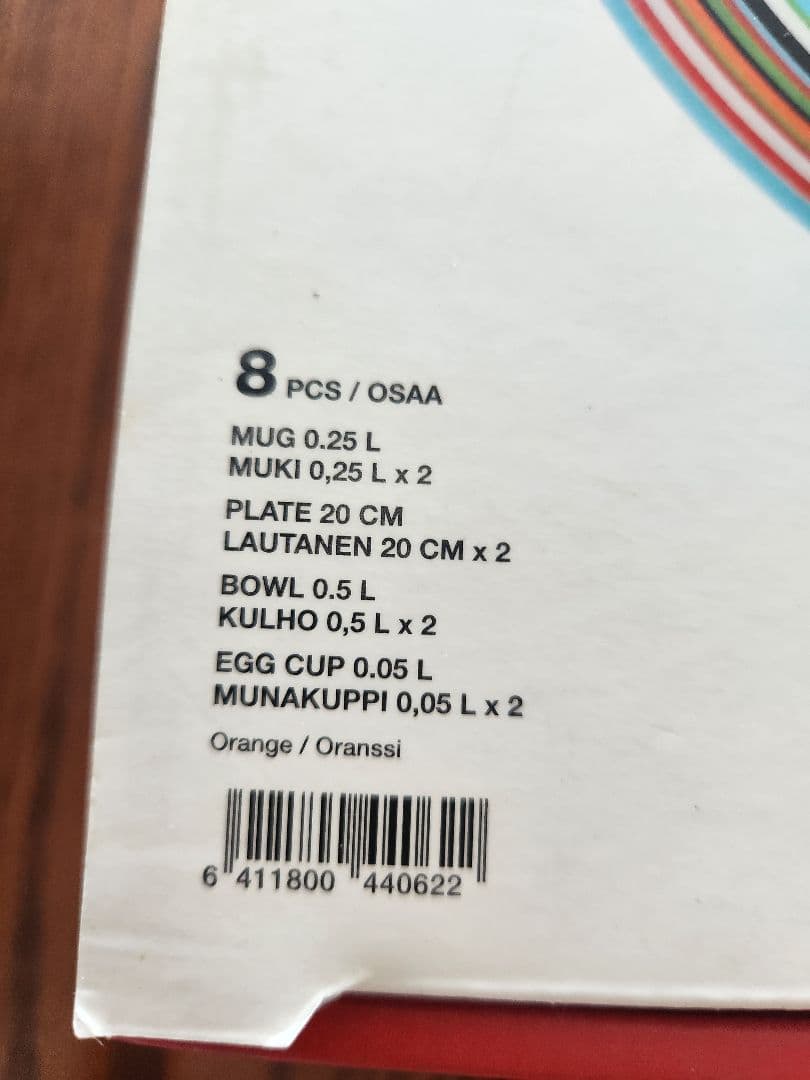 8 PCS / OSAA
MUG 0.25 L
MUKI 0,25 L x 2
PLATE 20 CM
LAUTANEN 20 CM x 2
BOWL 0.5 L
KULHO 0,5 L x 2
EGG CUP 0.05 L
MUNAKUPPI 0,05 L x 2
Orange / Oranssi
6 411800 440622